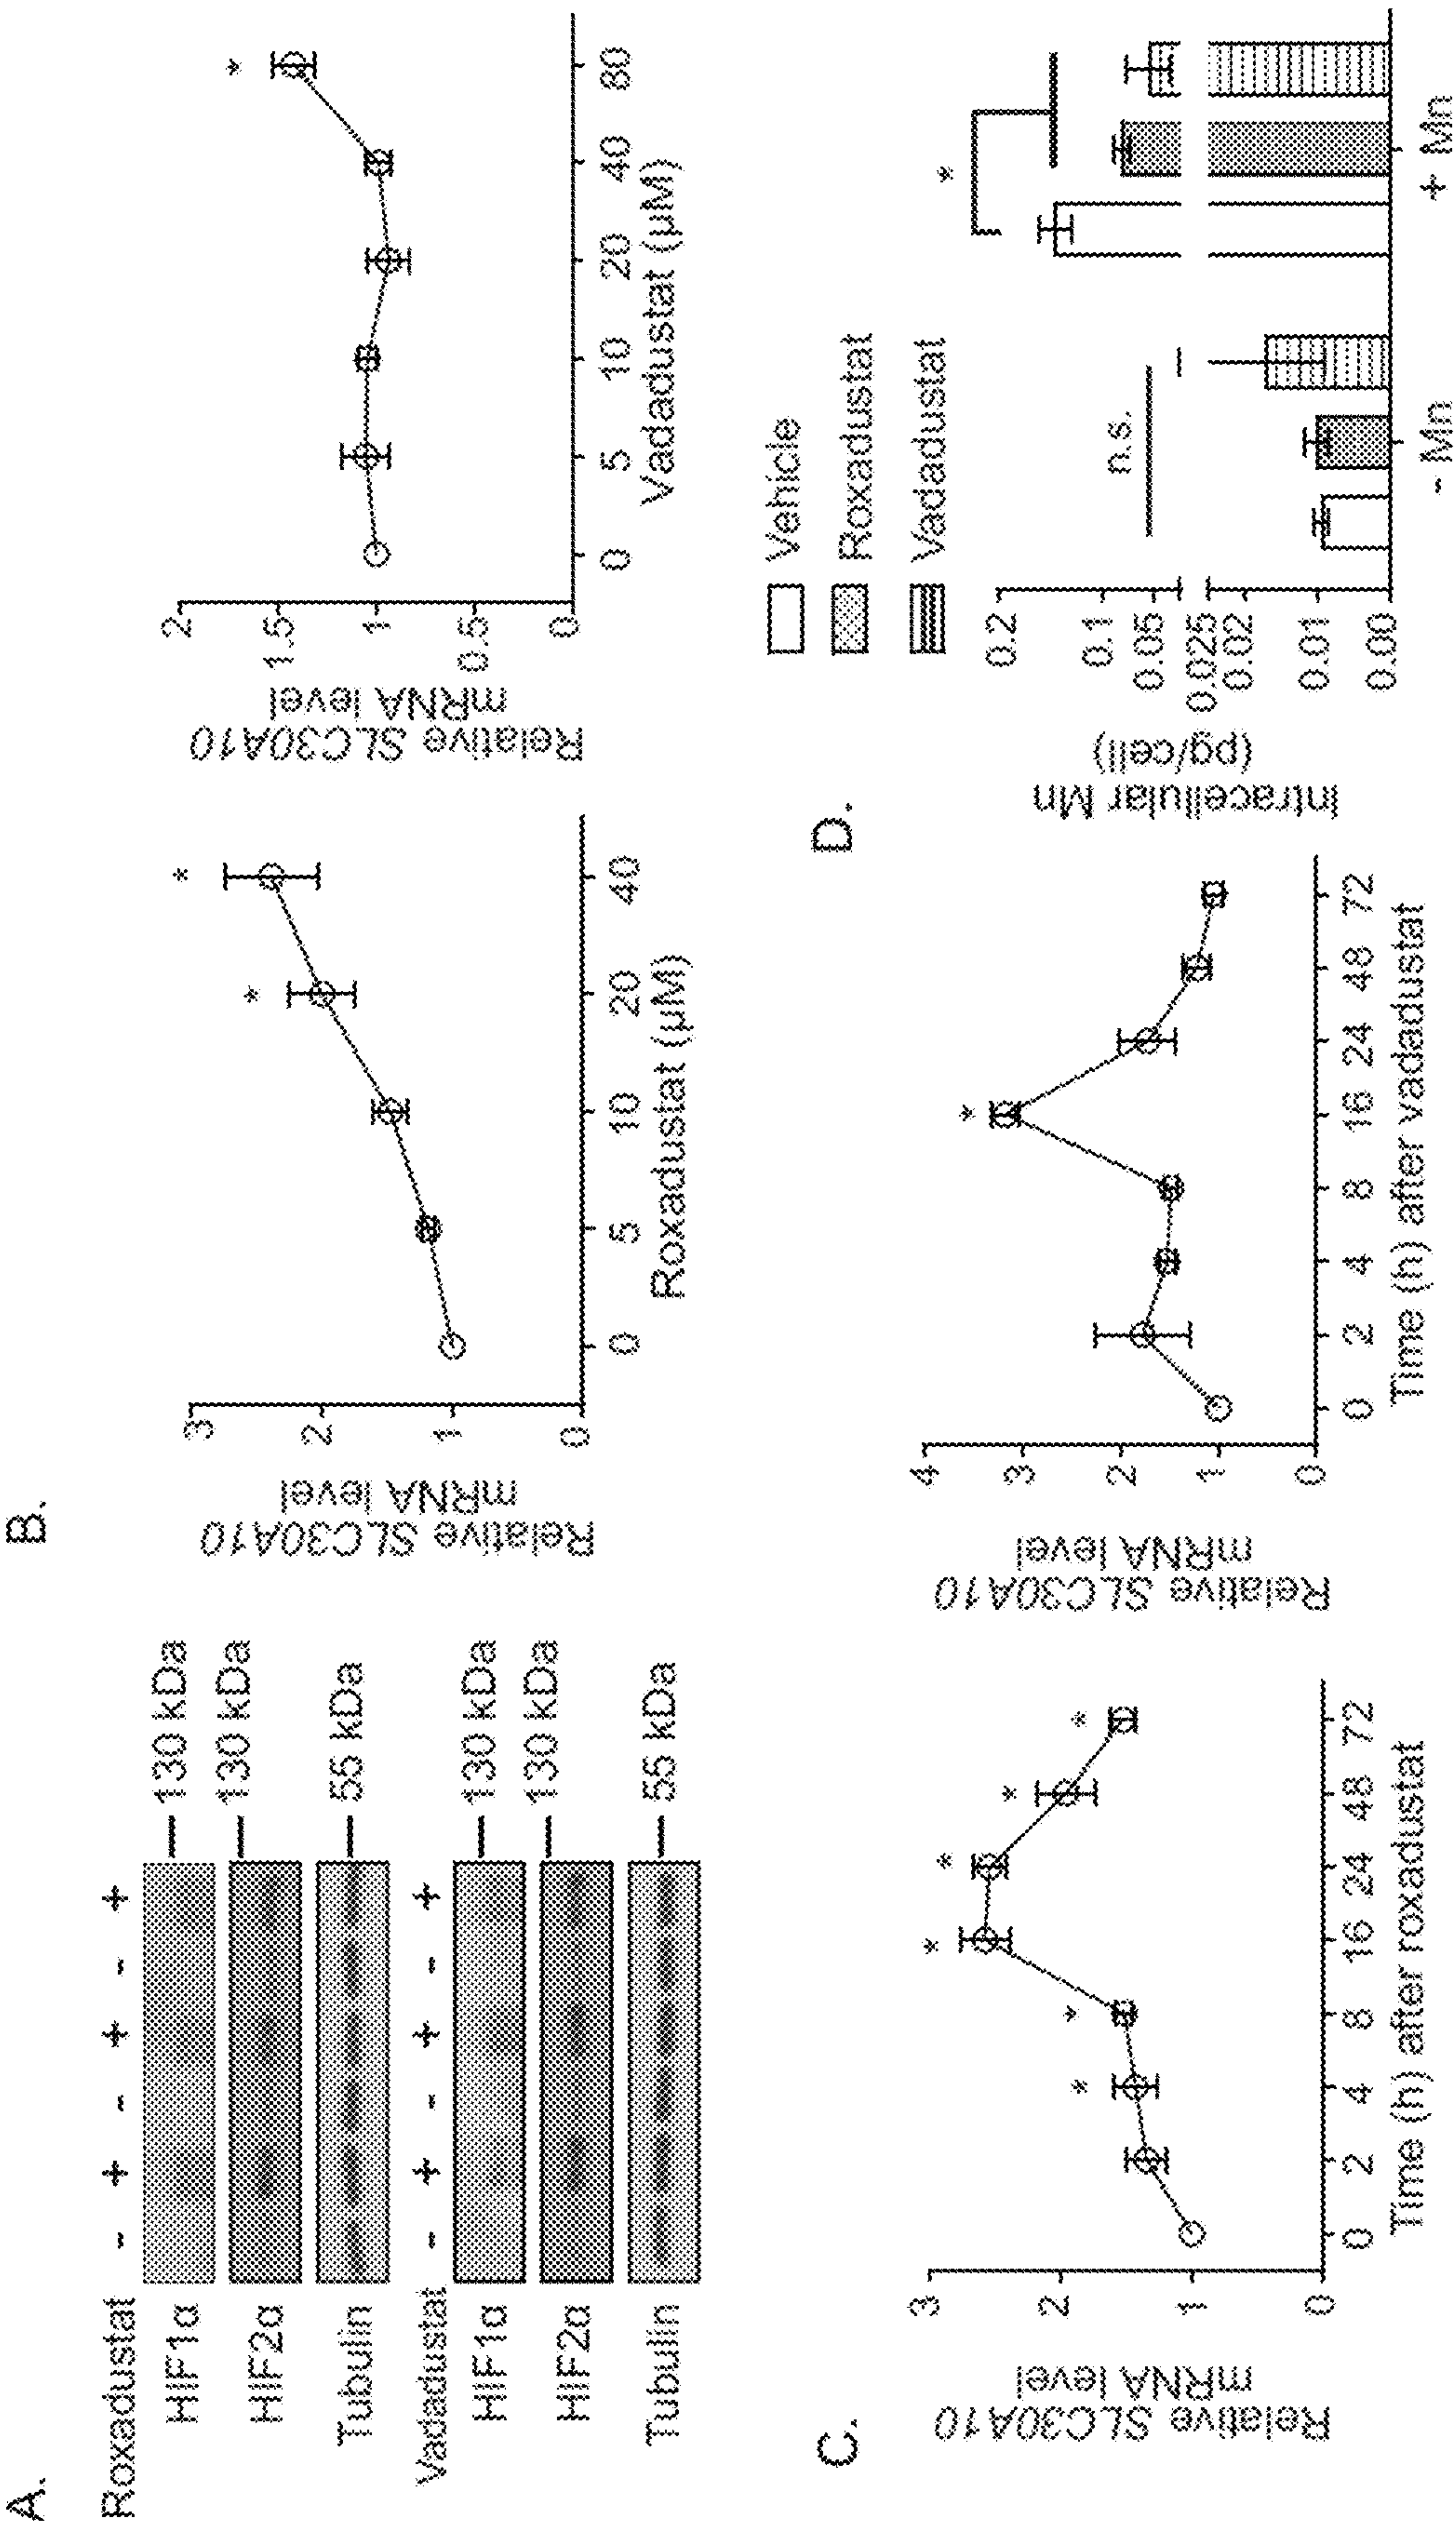 A.
Roxadustat - + - + - +
HIF1α 130 kDa
HIF2α 130 kDa
Tubulin 55 kDa
Vadadustat - + - + - +
HIF1α 130 kDa
HIF2α 130 kDa
Tubulin 55 kDa
B.
Relative SLC30A10
mRNA level
3
2
1
0
* *
0 5 10 20 40
Roxadustat (µM)
Relative SLC30A10
mRNA level
2
1.5
1
0.5
0
*
0 5 10 20 40 80
Vadadustat (µM)
C.
Relative SLC30A10
mRNA level
3
2
1
0
* * * * * *
0 2 4 8 16 24 48 72
Time (h) after roxadustat
Relative SLC30A10
mRNA level
4
3
2
1
0
*
0 2 4 8 16 24 48 72
Time (h) after vadadustat
D.
Vehicle
Roxadustat
Vadadustat
Intracellular Mn
(pg/cell)
0.2
0.1
0.05
0.025
0.02
0.01
0.00
n.s.
*
- Mn + Mn